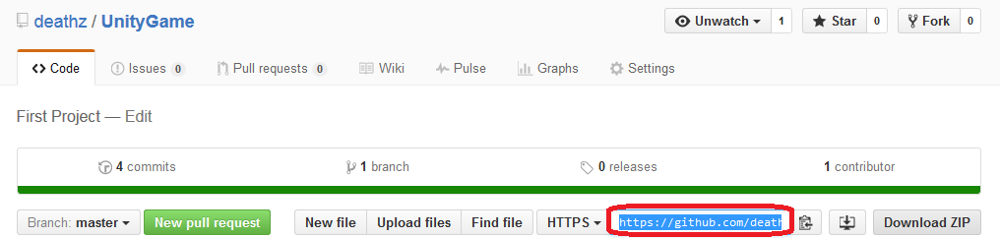 deathz / UnityGame
Unwatch 1 Star 0 Fork 0
Code Issues 0 Pull requests 0 Wiki Pulse Graphs Settings
First Project — Edit
4 commits 1 branch 0 releases 1 contributor
Branch: master New pull request New file Upload files Find file HTTPS https://github.com/death Download ZIP